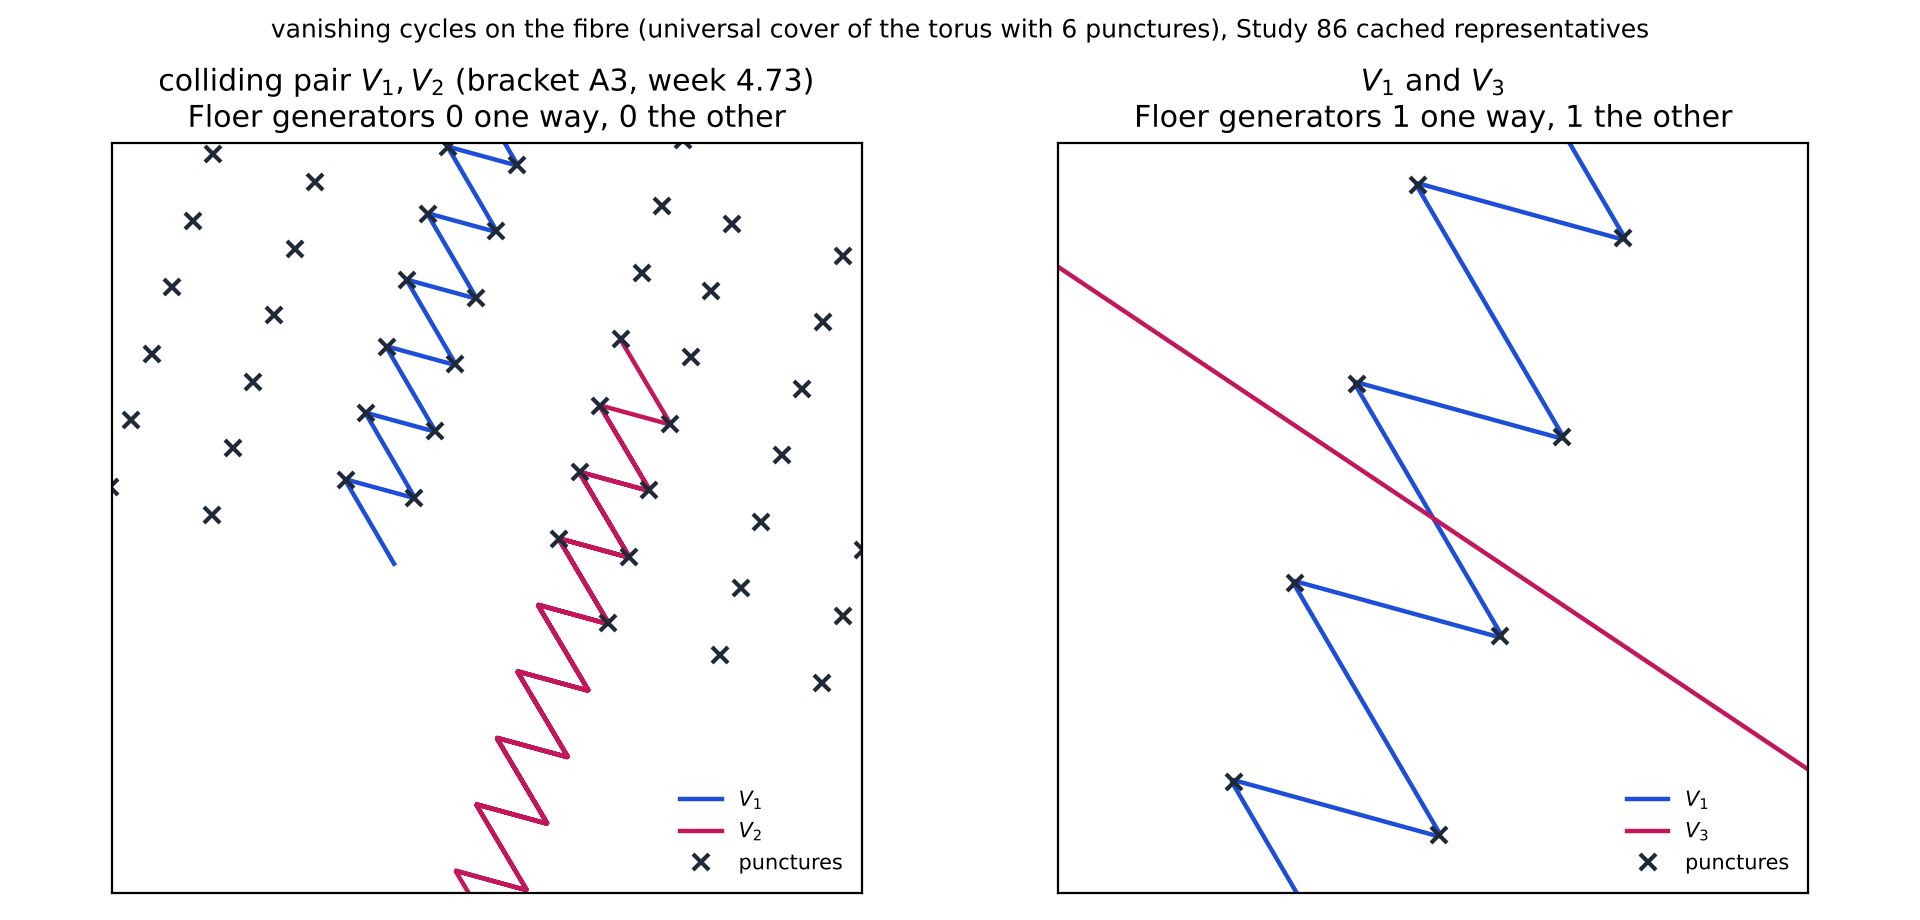 vanishing cycles on the fibre (universal cover of the torus with 6 punctures), Study 86 cached representatives
colliding pair V₁, V₂ (bracket A3, week 4.73)
Floer generators 0 one way, 0 the other
V₁
V₂
punctures
V₁ and V₃
Floer generators 1 one way, 1 the other
V₁
V₃
punctures